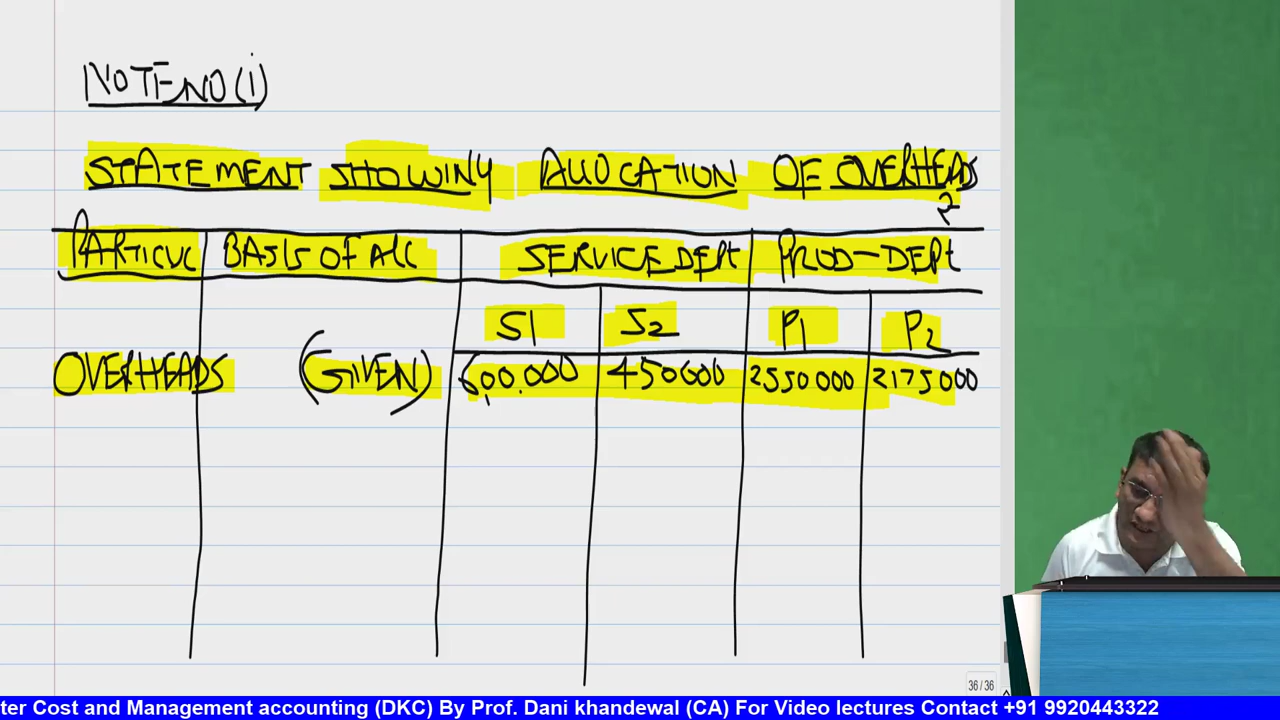 NOTE NO (i)
STATEMENT SHOWING ALLOCATION OF OVERHEADS
₹
PARTICUL BASIS OF ALC SERVICE DEPT PROD-DEPT
S1 S2 P1 P2
OVERHEADS (GIVEN) 6,00,000 450000 2550000 2175000
36 / 36
ter Cost and Management accounting (DKC) By Prof. Dani khandewal (CA) For Video lectures Contact +91 9920443322